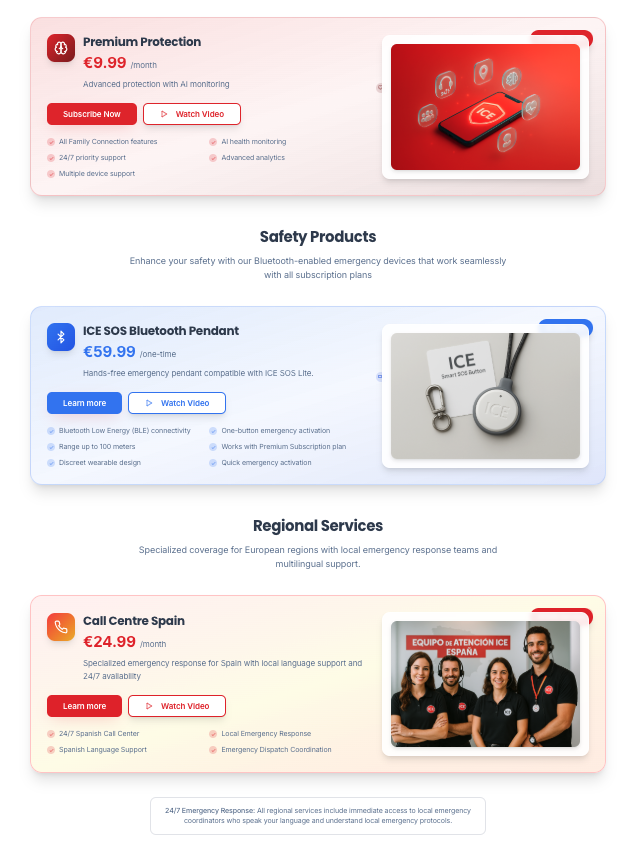 Premium Protection
€9.99 /month
Advanced protection with AI monitoring
Subscribe Now
Watch Video
All Family Connection features
AI health monitoring
24/7 priority support
Advanced analytics
Multiple device support
ICE
Safety Products
Enhance your safety with our Bluetooth-enabled emergency devices that work seamlessly
with all subscription plans
ICE SOS Bluetooth Pendant
€59.99 /one-time
Hands-free emergency pendant compatible with ICE SOS Lite.
Learn more
Watch Video
Bluetooth Low Energy (BLE) connectivity
One-button emergency activation
Range up to 100 meters
Works with Premium Subscription plan
Discreet wearable design
Quick emergency activation
ICE
Smart SOS Button
ICE
Regional Services
Specialized coverage for European regions with local emergency response teams and
multilingual support.
Call Centre Spain
€24.99 /month
Specialized emergency response for Spain with local language support and
24/7 availability
Learn more
Watch Video
24/7 Spanish Call Center
Local Emergency Response
Spanish Language Support
Emergency Dispatch Coordination
EQUIPO DE ATENCIÓN ICE
ESPAÑA
24/7 Emergency Response: All regional services include immediate access to local emergency
coordinators who speak your language and understand local emergency protocols.